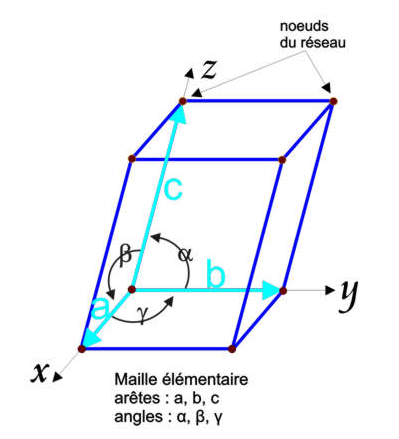 noeuds
du réseau
z
c
β
α
b
a
γ
y
x
Maille élémentaire
arêtes : a, b, c
angles : α, β, γ